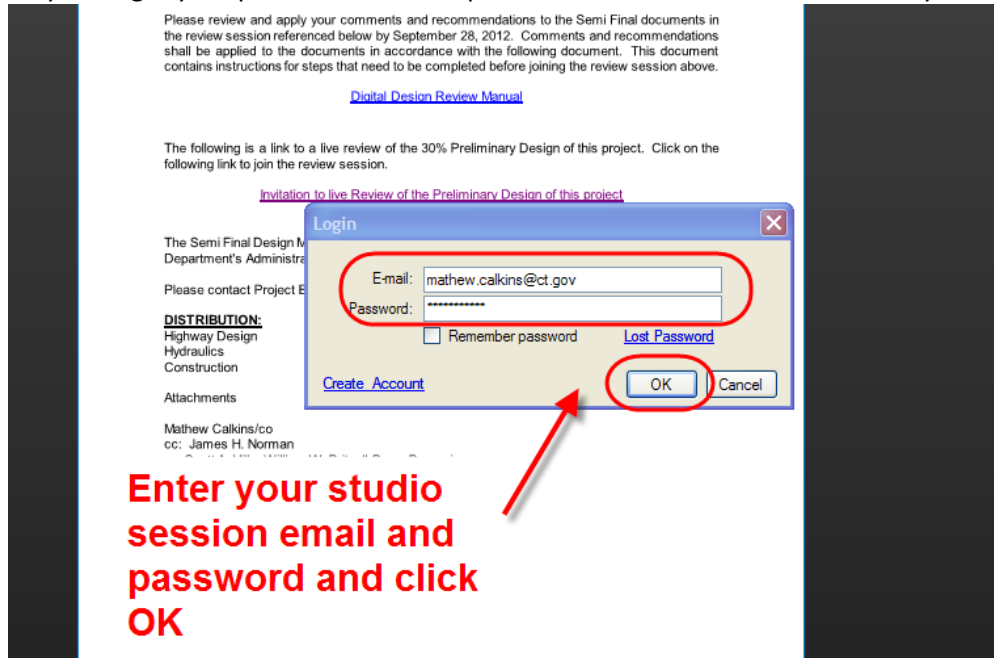 Please review and apply your comments and recommendations to the Semi Final documents in
the review session referenced below by September 28, 2012. Comments and recommendations
shall be applied to the documents in accordance with the following document. This document
contains instructions for steps that need to be completed before joining the review session above.
Digital Design Review Manual
The following is a link to a live review of the 30% Preliminary Design of this project. Click on the
following link to join the review session.
Invitation to live Review of the Preliminary Design of this project
Login
The Semi Final Design
Department's
E-mail: mathew.calkins@ct.gov
Please contact Project
Password: ***********
DISTRIBUTION:
Remember password Lost Password
Highway Design
Hydraulics
Construction
Create Account OK Cancel
Attachments
Mathew Calkins/co
cc: James H. Norman
Enter your studio
session email and
password and click
OK